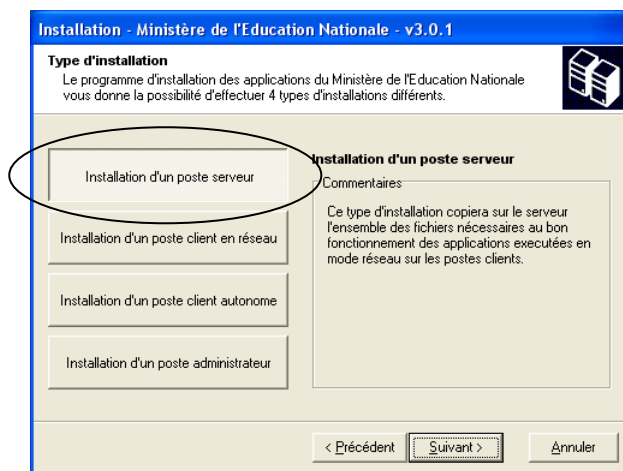 Installation - Ministère de l'Education Nationale - v3.0.1
Type d'installation
Le programme d'installation des applications du Ministère de l'Education Nationale
vous donne la possibilité d'effectuer 4 types d'installations différents.
Installation d'un poste serveur
Installation d'un poste client en réseau
Installation d'un poste client autonome
Installation d'un poste administrateur
Installation d'un poste serveur
Commentaires
Ce type d'installation copiera sur le serveur
l'ensemble des fichiers nécessaires au bon
fonctionnement des applications executées en
mode réseau sur les postes clients.
< Précédent
Suivant >
Annuler